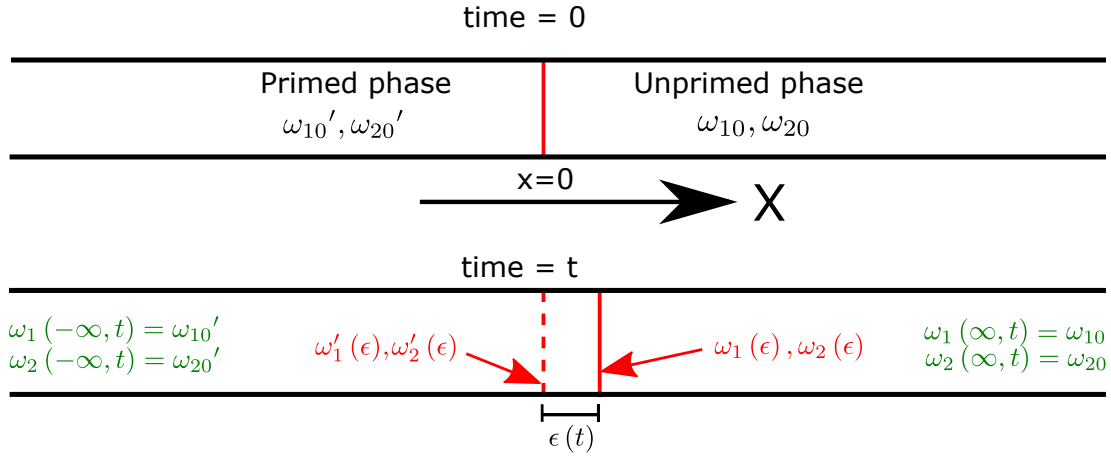 time = 0
Primed phase
Unprimed phase
ω₁₀′, ω₂₀′
ω₁₀, ω₂₀
x=0
X
time = t
ω₁ (−∞, t) = ω₁₀′
ω₂ (−∞, t) = ω₂₀′
ω′₁ (ϵ),ω′₂ (ϵ)
ω₁ (ϵ) , ω₂ (ϵ)
ω₁ (∞, t) = ω₁₀
ω₂ (∞, t) = ω₂₀
ϵ (t)